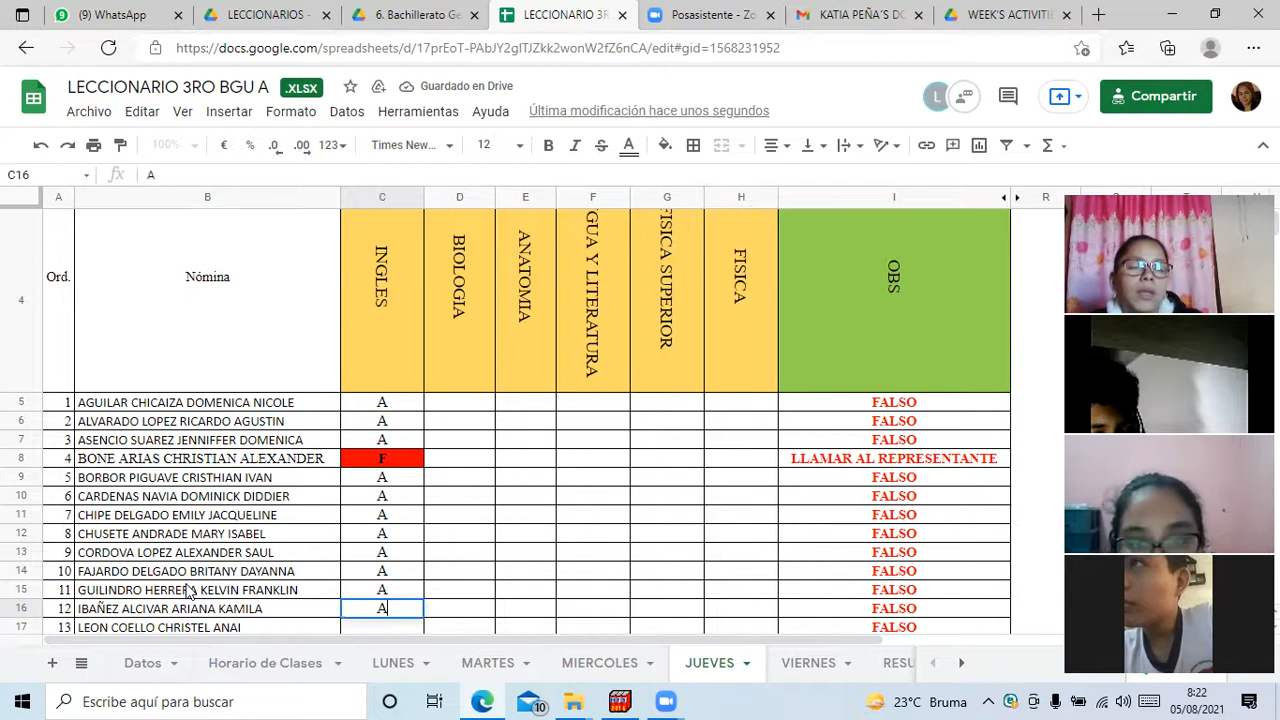 (9) WhatsApp
LECCIONARIOS -
6. Bachillerato Ge
LECCIONARIO 3R
Posasistente - Zo
KATIA PEÑA'S DC
WEEK'S ACTIVITIE
https://docs.google.com/spreadsheets/d/17prEoT-PAbJY2gITJZkk2wonW2fZ6nCA/edit#gid=1568231952
LECCIONARIO 3RO BGU A .XLSX Guardado en Drive
Archivo Editar Ver Insertar Formato Datos Herramientas Ayuda Última modificación hace unos segundos
L
Compartir
100% € % .0 .00 123 Times New... 12 B I S A Σ
C16 fx A
A B C D E F G H I R
4 Ord. Nómina INGLES BIOLOGIA ANATOMIA GUA Y LITERATURA FISICA SUPERIOR FISICA OBS
5 1 AGUILAR CHICAIZA DOMENICA NICOLE A FALSO
6 2 ALVARADO LOPEZ RICARDO AGUSTIN A FALSO
7 3 ASENCIO SUAREZ JENNIFFER DOMENICA A FALSO
8 4 BONE ARIAS CHRISTIAN ALEXANDER F LLAMAR AL REPRESENTANTE
9 5 BORBOR PIGUAVE CRISTHIAN IVAN A FALSO
10 6 CARDENAS NAVIA DOMINICK DIDDIER A FALSO
11 7 CHIPE DELGADO EMILY JACQUELINE A FALSO
12 8 CHUSETE ANDRADE MARY ISABEL A FALSO
13 9 CORDOVA LOPEZ ALEXANDER SAUL A FALSO
14 10 FAJARDO DELGADO BRITANY DAYANNA A FALSO
15 11 GUILINDRO HERRERA KELVIN FRANKLIN A FALSO
16 12 IBAÑEZ ALCIVAR ARIANA KAMILA A FALSO
17 13 LEON COELLO CHRISTEL ANAI FALSO
Datos Horario de Clases LUNES MARTES MIERCOLES JUEVES VIERNES RESU
Escribe aquí para buscar
10
23°C Bruma
8:22
05/08/2021